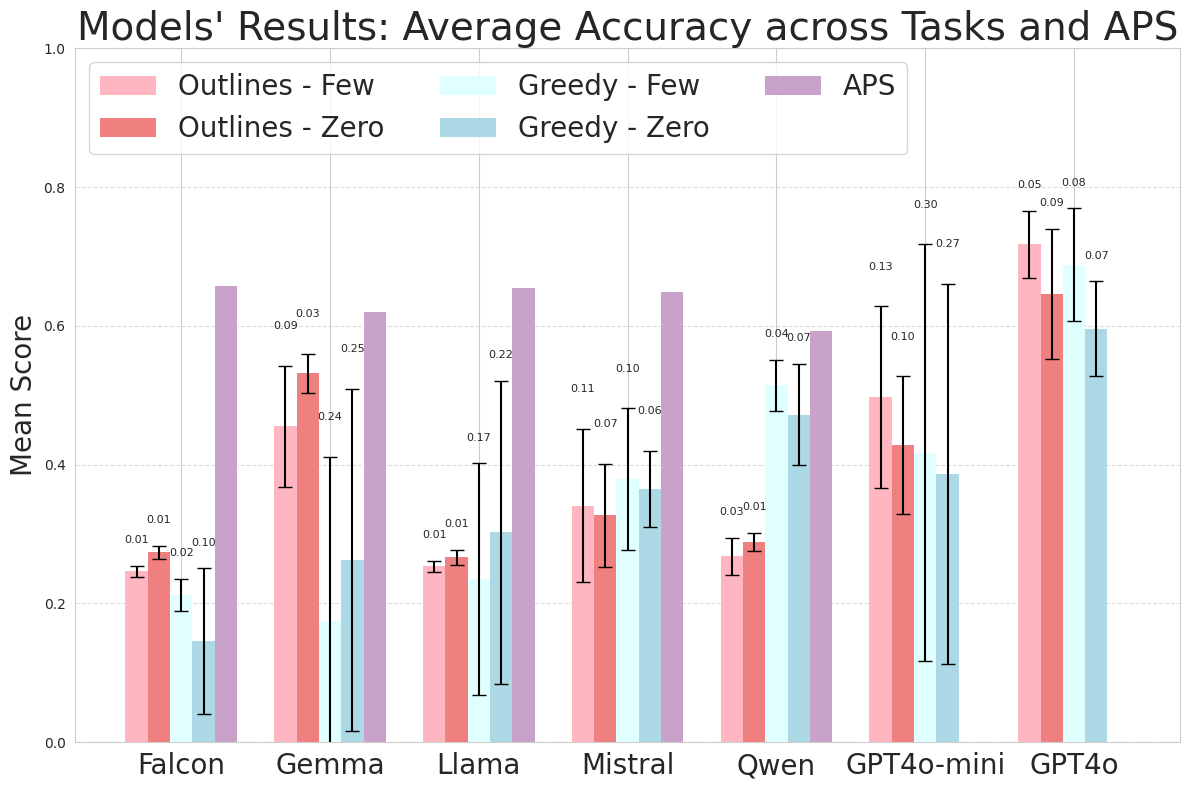 Models' Results: Average Accuracy across Tasks and APS
Outlines - Few
Outlines - Zero
Greedy - Few
Greedy - Zero
APS
Mean Score
1.0
0.8
0.6
0.4
0.2
0.0
0.01
0.01
0.02
0.10
0.09
0.03
0.24
0.25
0.01
0.01
0.17
0.22
0.11
0.07
0.10
0.06
0.03
0.01
0.04
0.07
0.13
0.10
0.30
0.27
0.05
0.09
0.08
0.07
Falcon
Gemma
Llama
Mistral
Qwen
GPT4o-mini
GPT4o